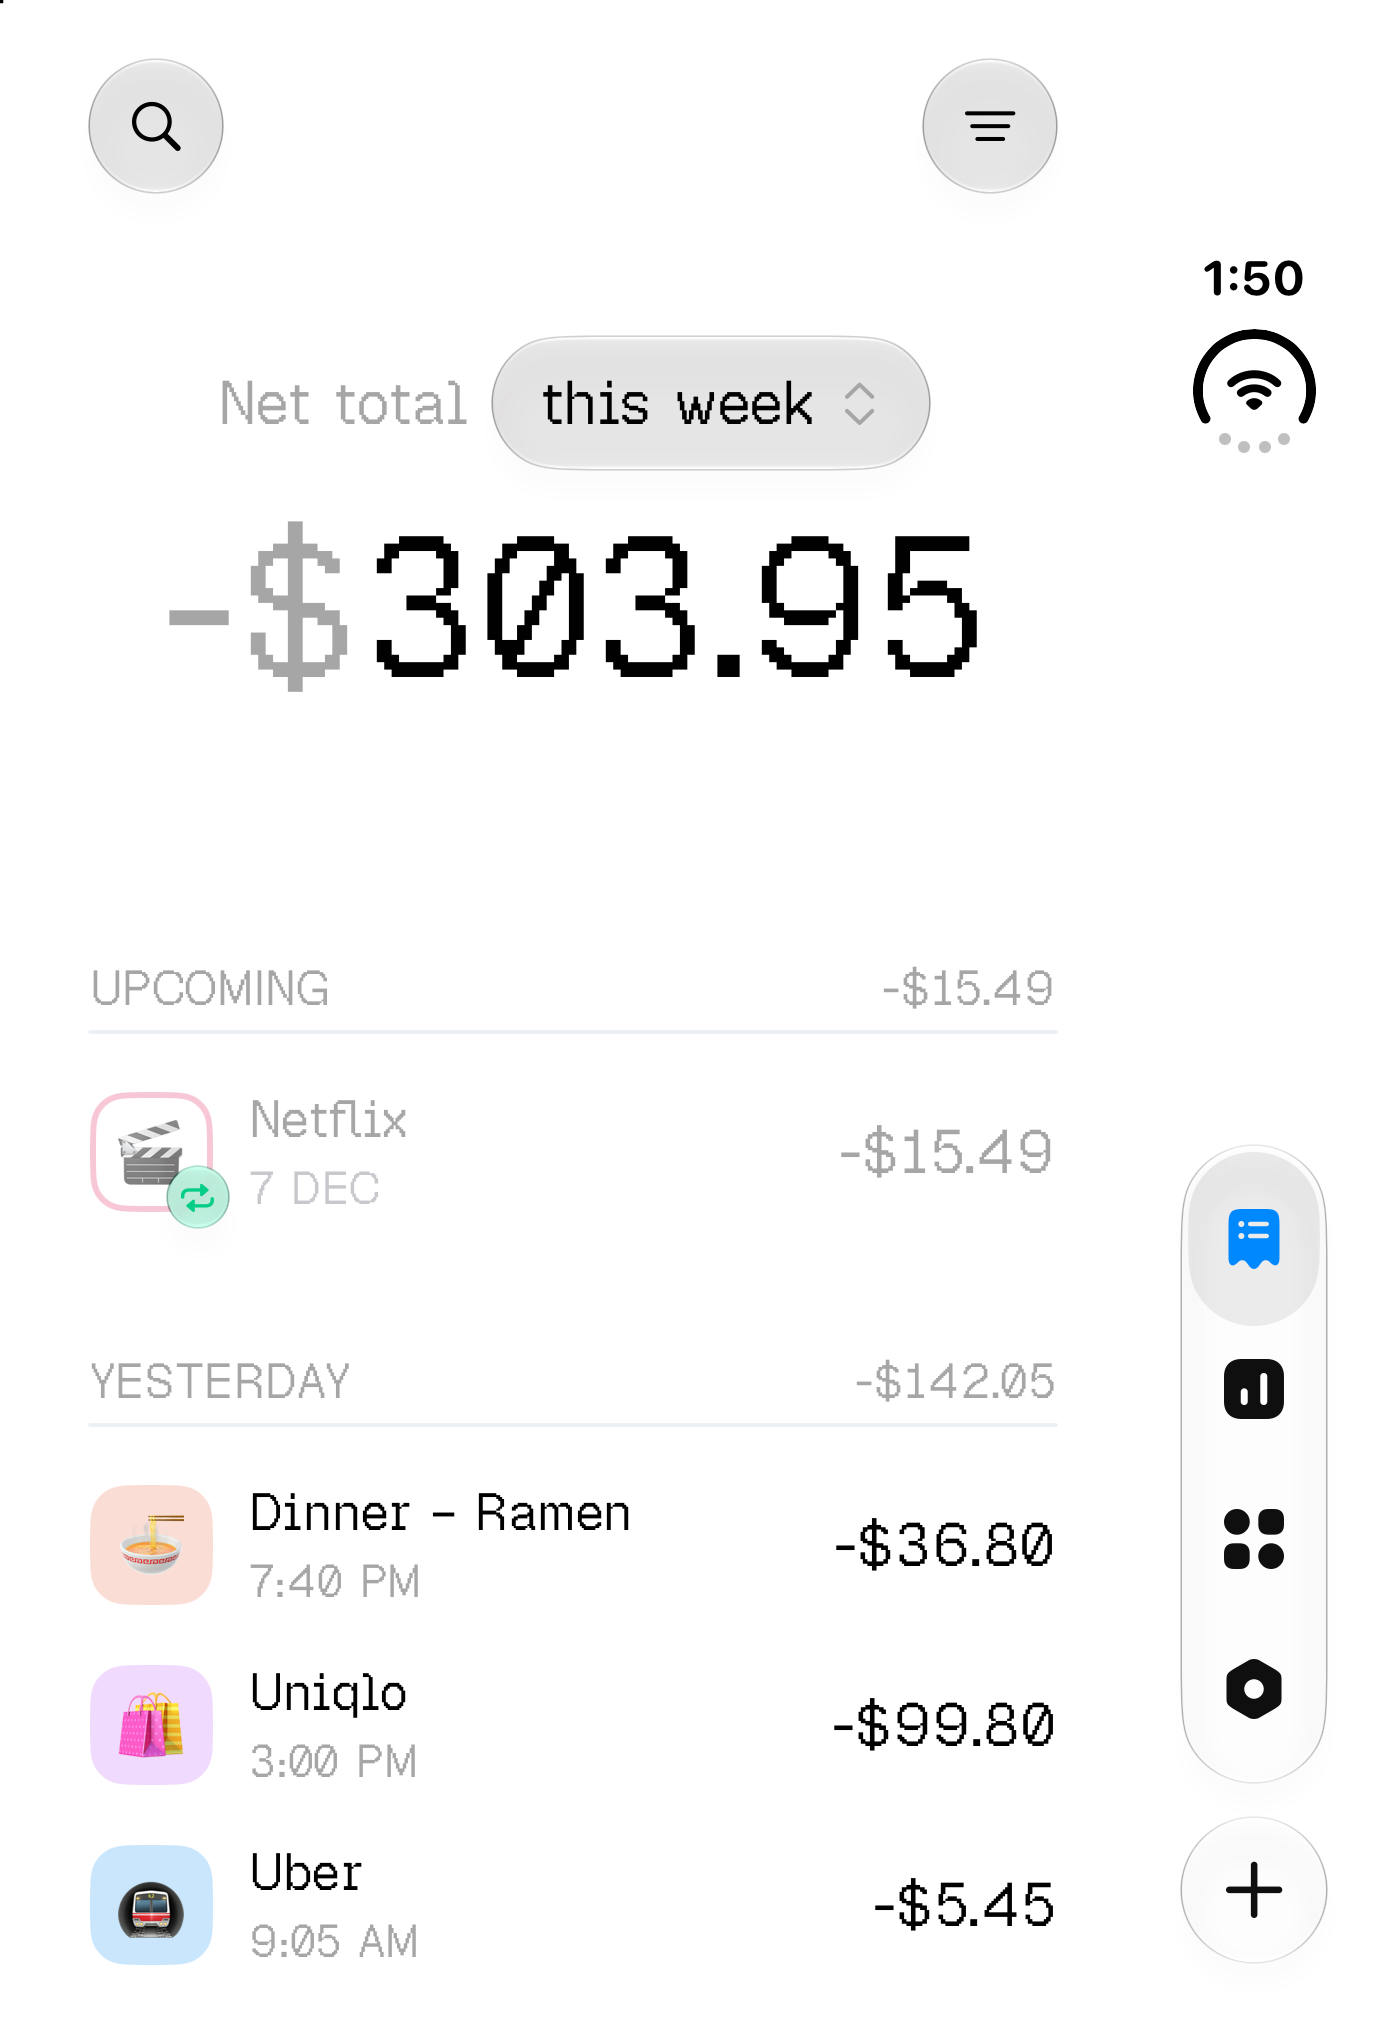 1:50
Net total this week
-$303.95
UPCOMING -$15.49
Netflix -$15.49
7 DEC
YESTERDAY -$142.05
Dinner – Ramen -$36.80
7:40 PM
Uniqlo -$99.80
3:00 PM
Uber -$5.45
9:05 AM